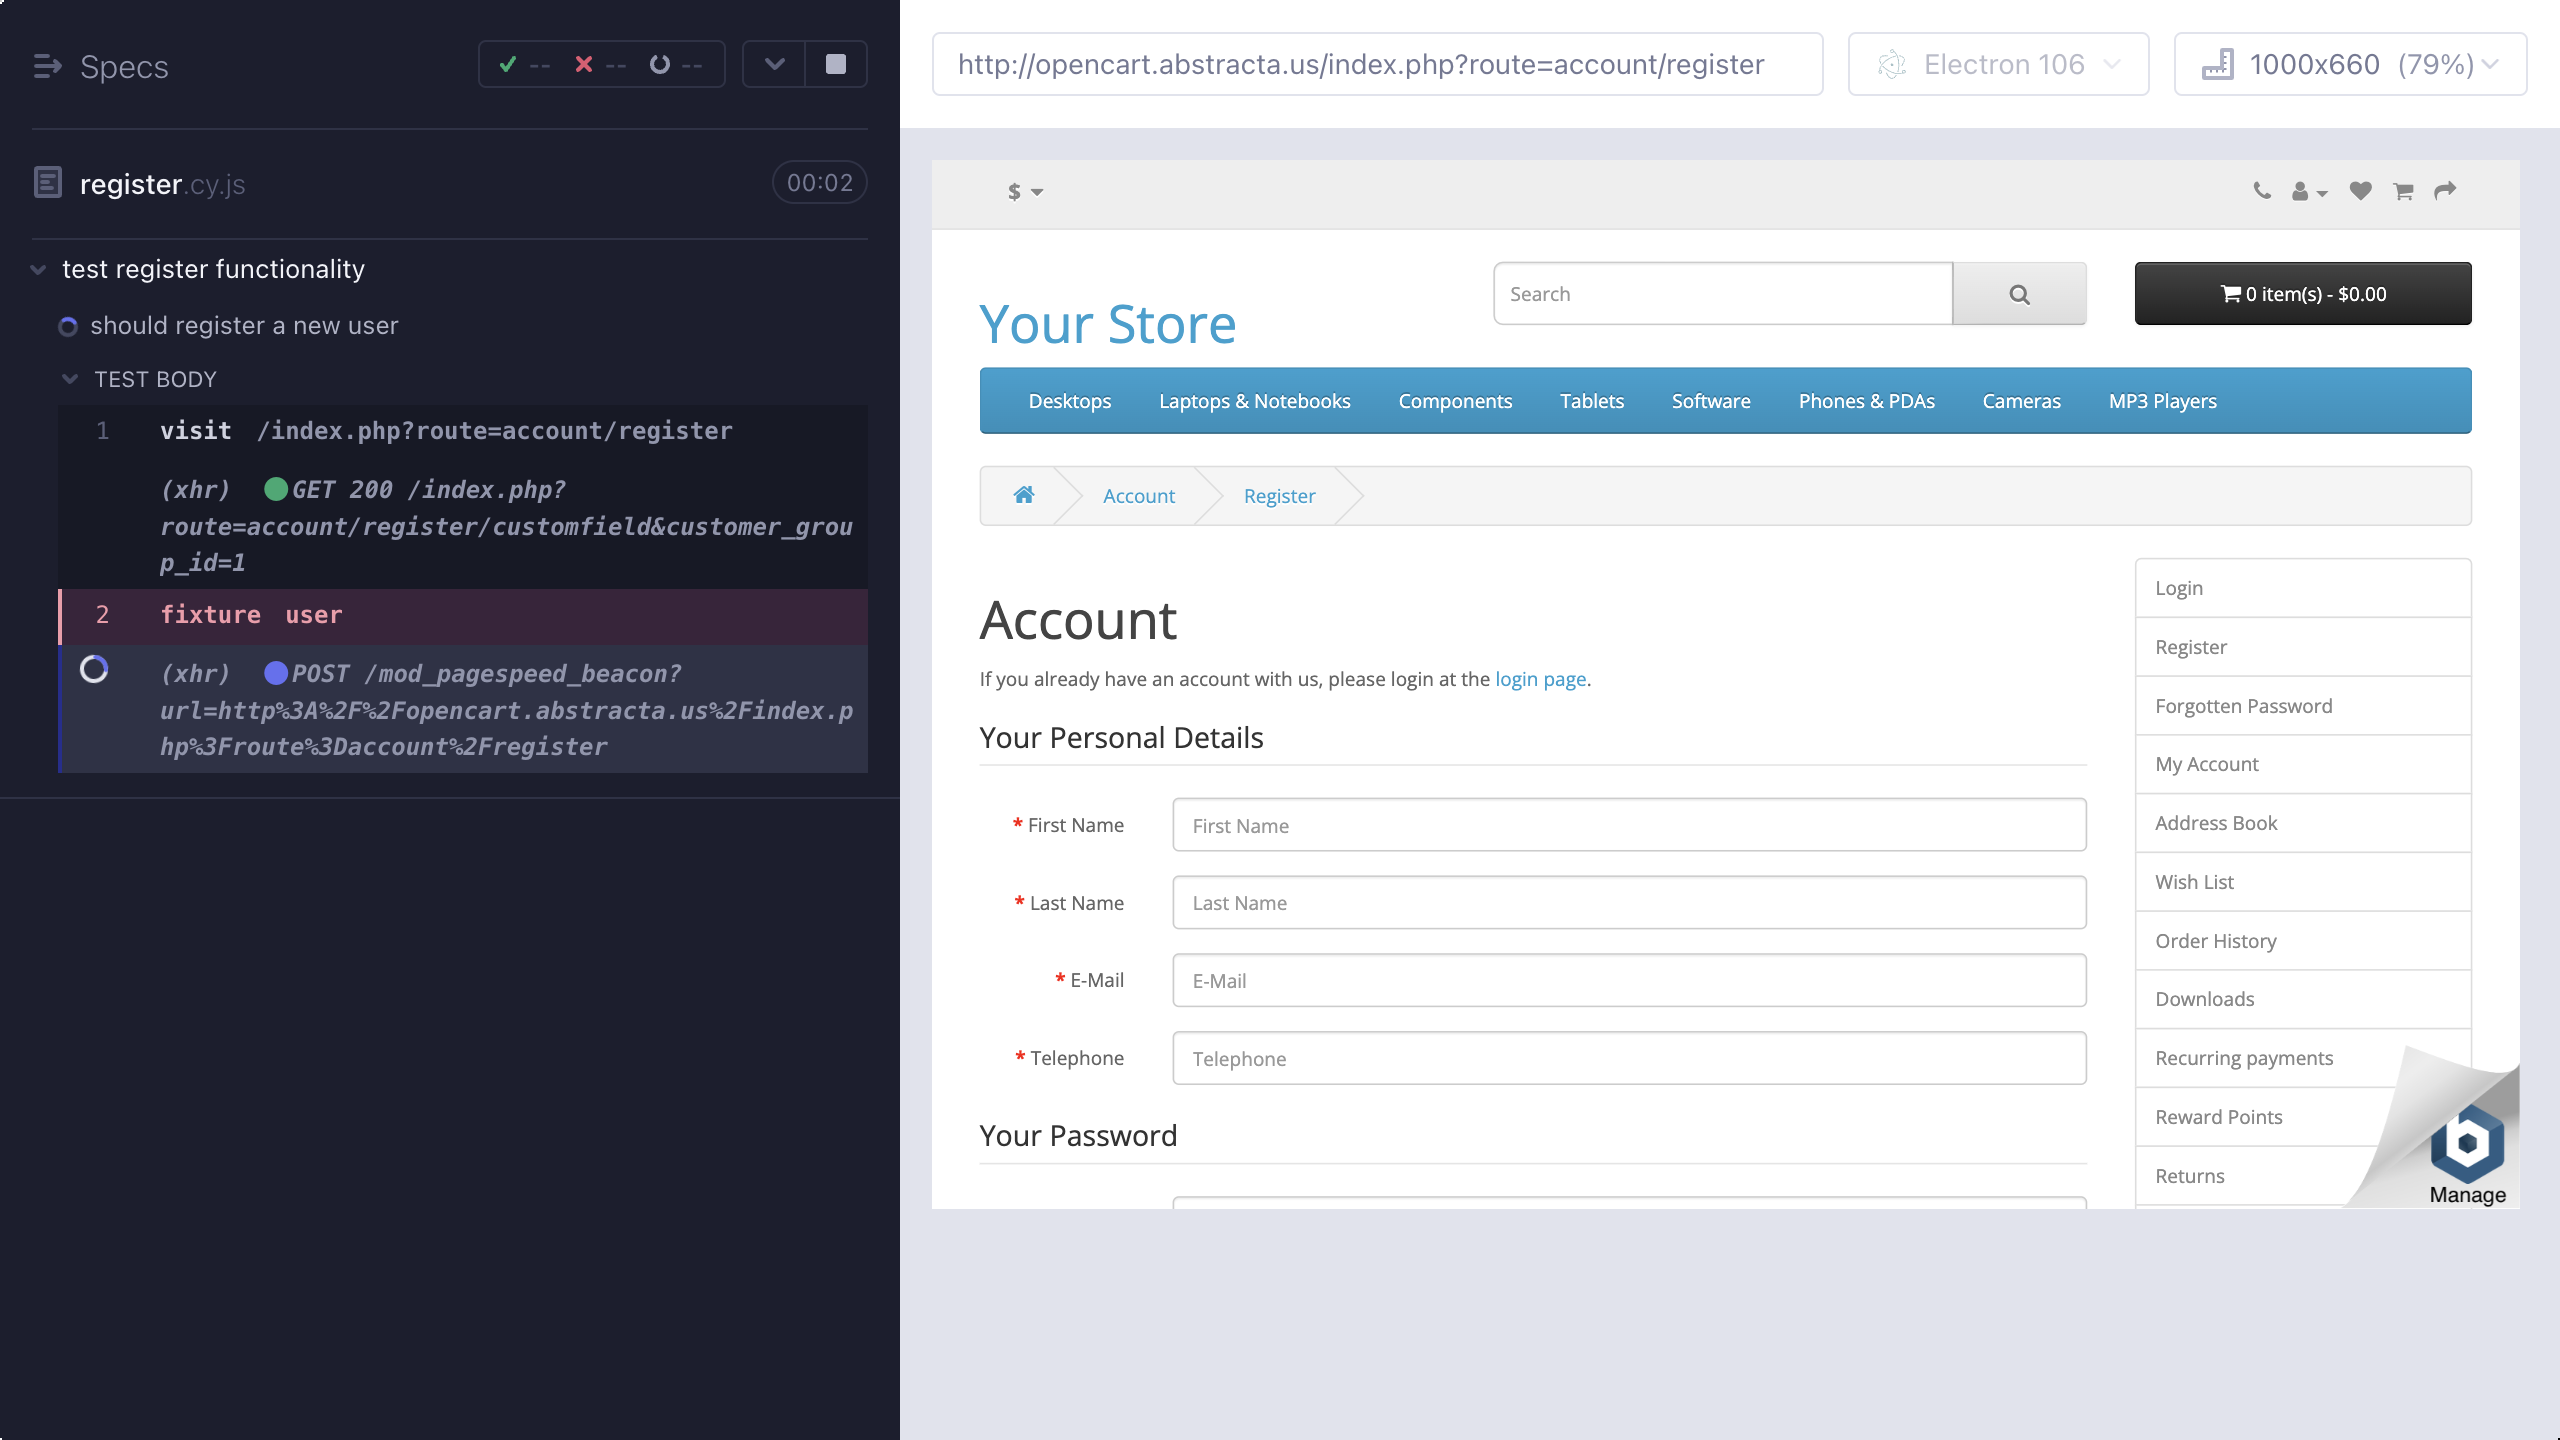 Specs
--
--
--
http://opencart.abstracta.us/index.php?route=account/register
Electron 106
1000x660 (79%)
register.cy.js
00:02
test register functionality
should register a new user
TEST BODY
1 visit /index.php?route=account/register
(xhr) GET 200 /index.php?
route=account/register/customfield&customer_grou
p_id=1
2 fixture user
(xhr) POST /mod_pagespeed_beacon?
url=http%3A%2F%2Fopencart.abstracta.us%2Findex.p
hp%3Froute%3Daccount%2Fregister
$
Your Store
Search
0 item(s) - $0.00
Desktops Laptops & Notebooks Components Tablets Software Phones & PDAs Cameras MP3 Players
Account Register
Account
If you already have an account with us, please login at the login page.
Your Personal Details
* First Name First Name
* Last Name Last Name
* E-Mail E-Mail
* Telephone Telephone
Your Password
Login
Register
Forgotten Password
My Account
Address Book
Wish List
Order History
Downloads
Recurring payments
Reward Points
Returns
b
Manage